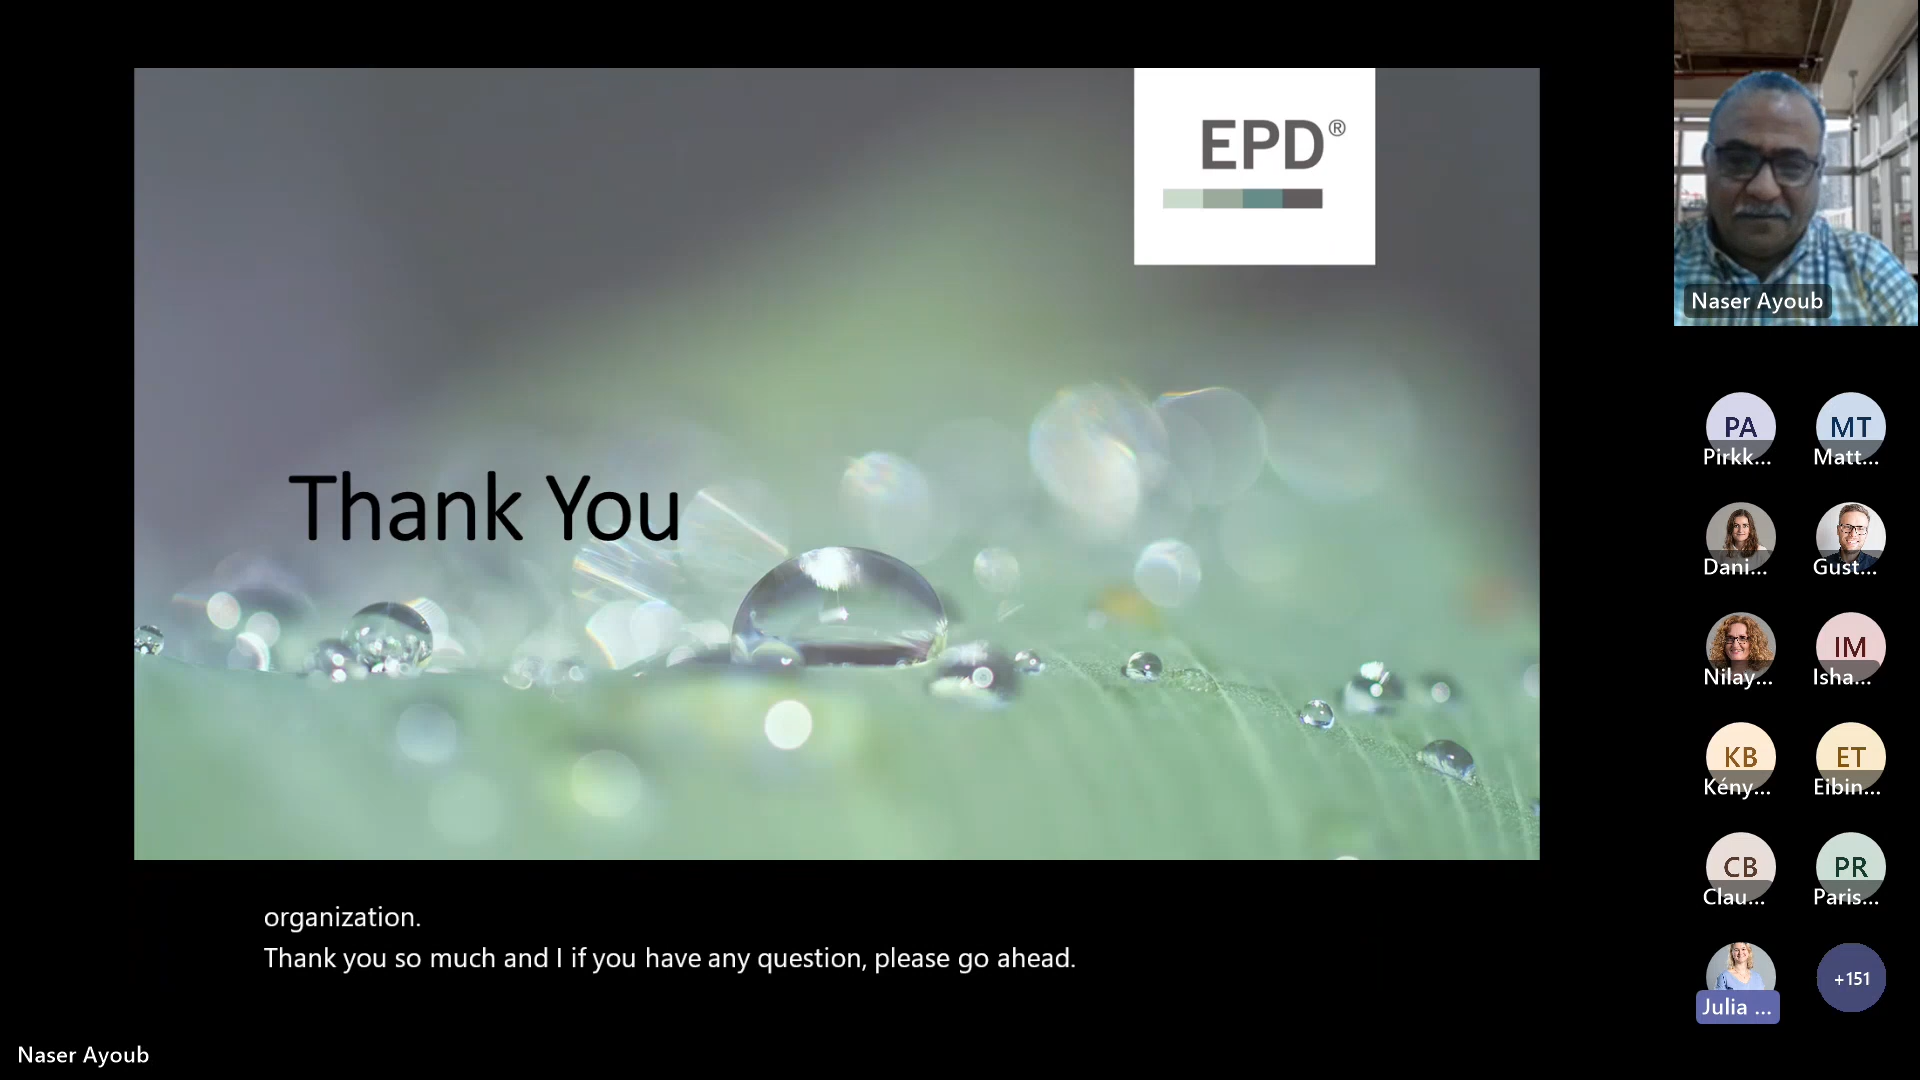 EPD®
Thank You
Naser Ayoub
PA
Pirkk...
MT
Matt...
Dani...
Gust...
Nilay...
IM
Isha...
KB
Kény...
ET
Eibin...
CB
Clau...
PR
Paris...
Julia ...
+151
organization.
Thank you so much and I if you have any question, please go ahead.
Naser Ayoub